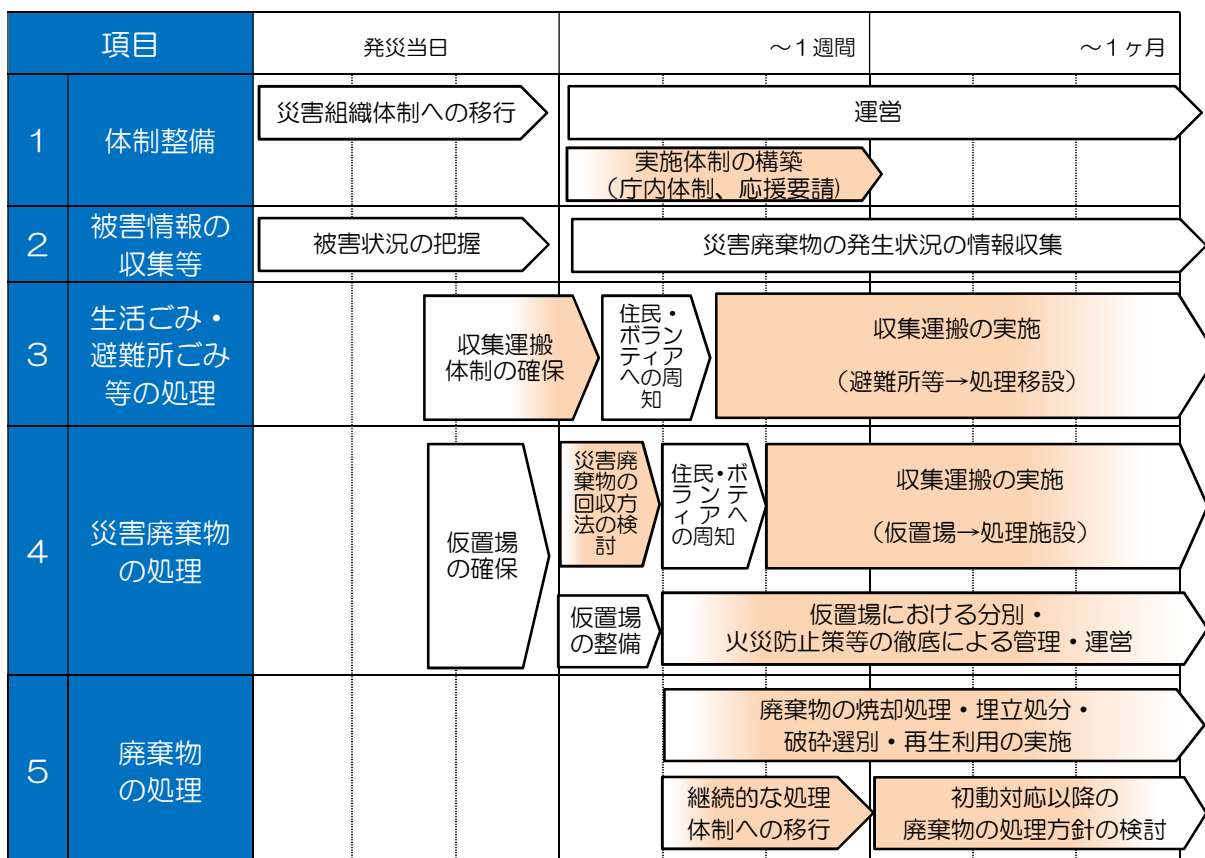 項目
発災当日
～１週間
～１ヶ月
１
体制整備
災害組織体制への移行
運営
実施体制の構築
（庁内体制、応援要請）
２
被害情報の
収集等
被害状況の把握
災害廃棄物の発生状況の情報収集
３
生活ごみ・
避難所ごみ
等の処理
収集運搬
体制の確保
住民・
ボラン
ティア
への周
知
収集運搬の実施
（避難所等→処理移設）
４
災害廃棄物
の処理
仮置場
の確保
災害廃
棄物の
回収方
法の検
討
住民・ボ
ランテ
ィアへ
の周知
収集運搬の実施
（仮置場→処理施設）
仮置場
の整備
仮置場における分別・
火災防止策等の徹底による管理・運営
５
廃棄物
の処理
廃棄物の焼却処理・埋立処分・
破砕選別・再生利用の実施
継続的な処理
体制への移行
初動対応以降の
廃棄物の処理方針の検討